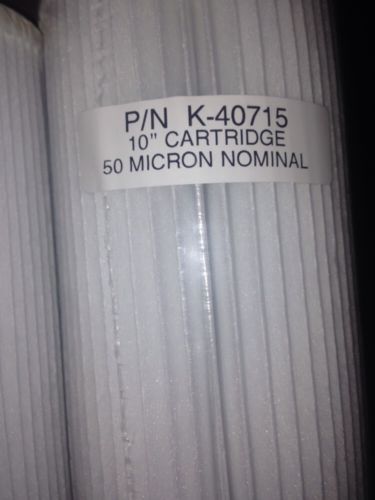 P/N K-40715
10" CARTRIDGE
50 MICRON NOMINAL